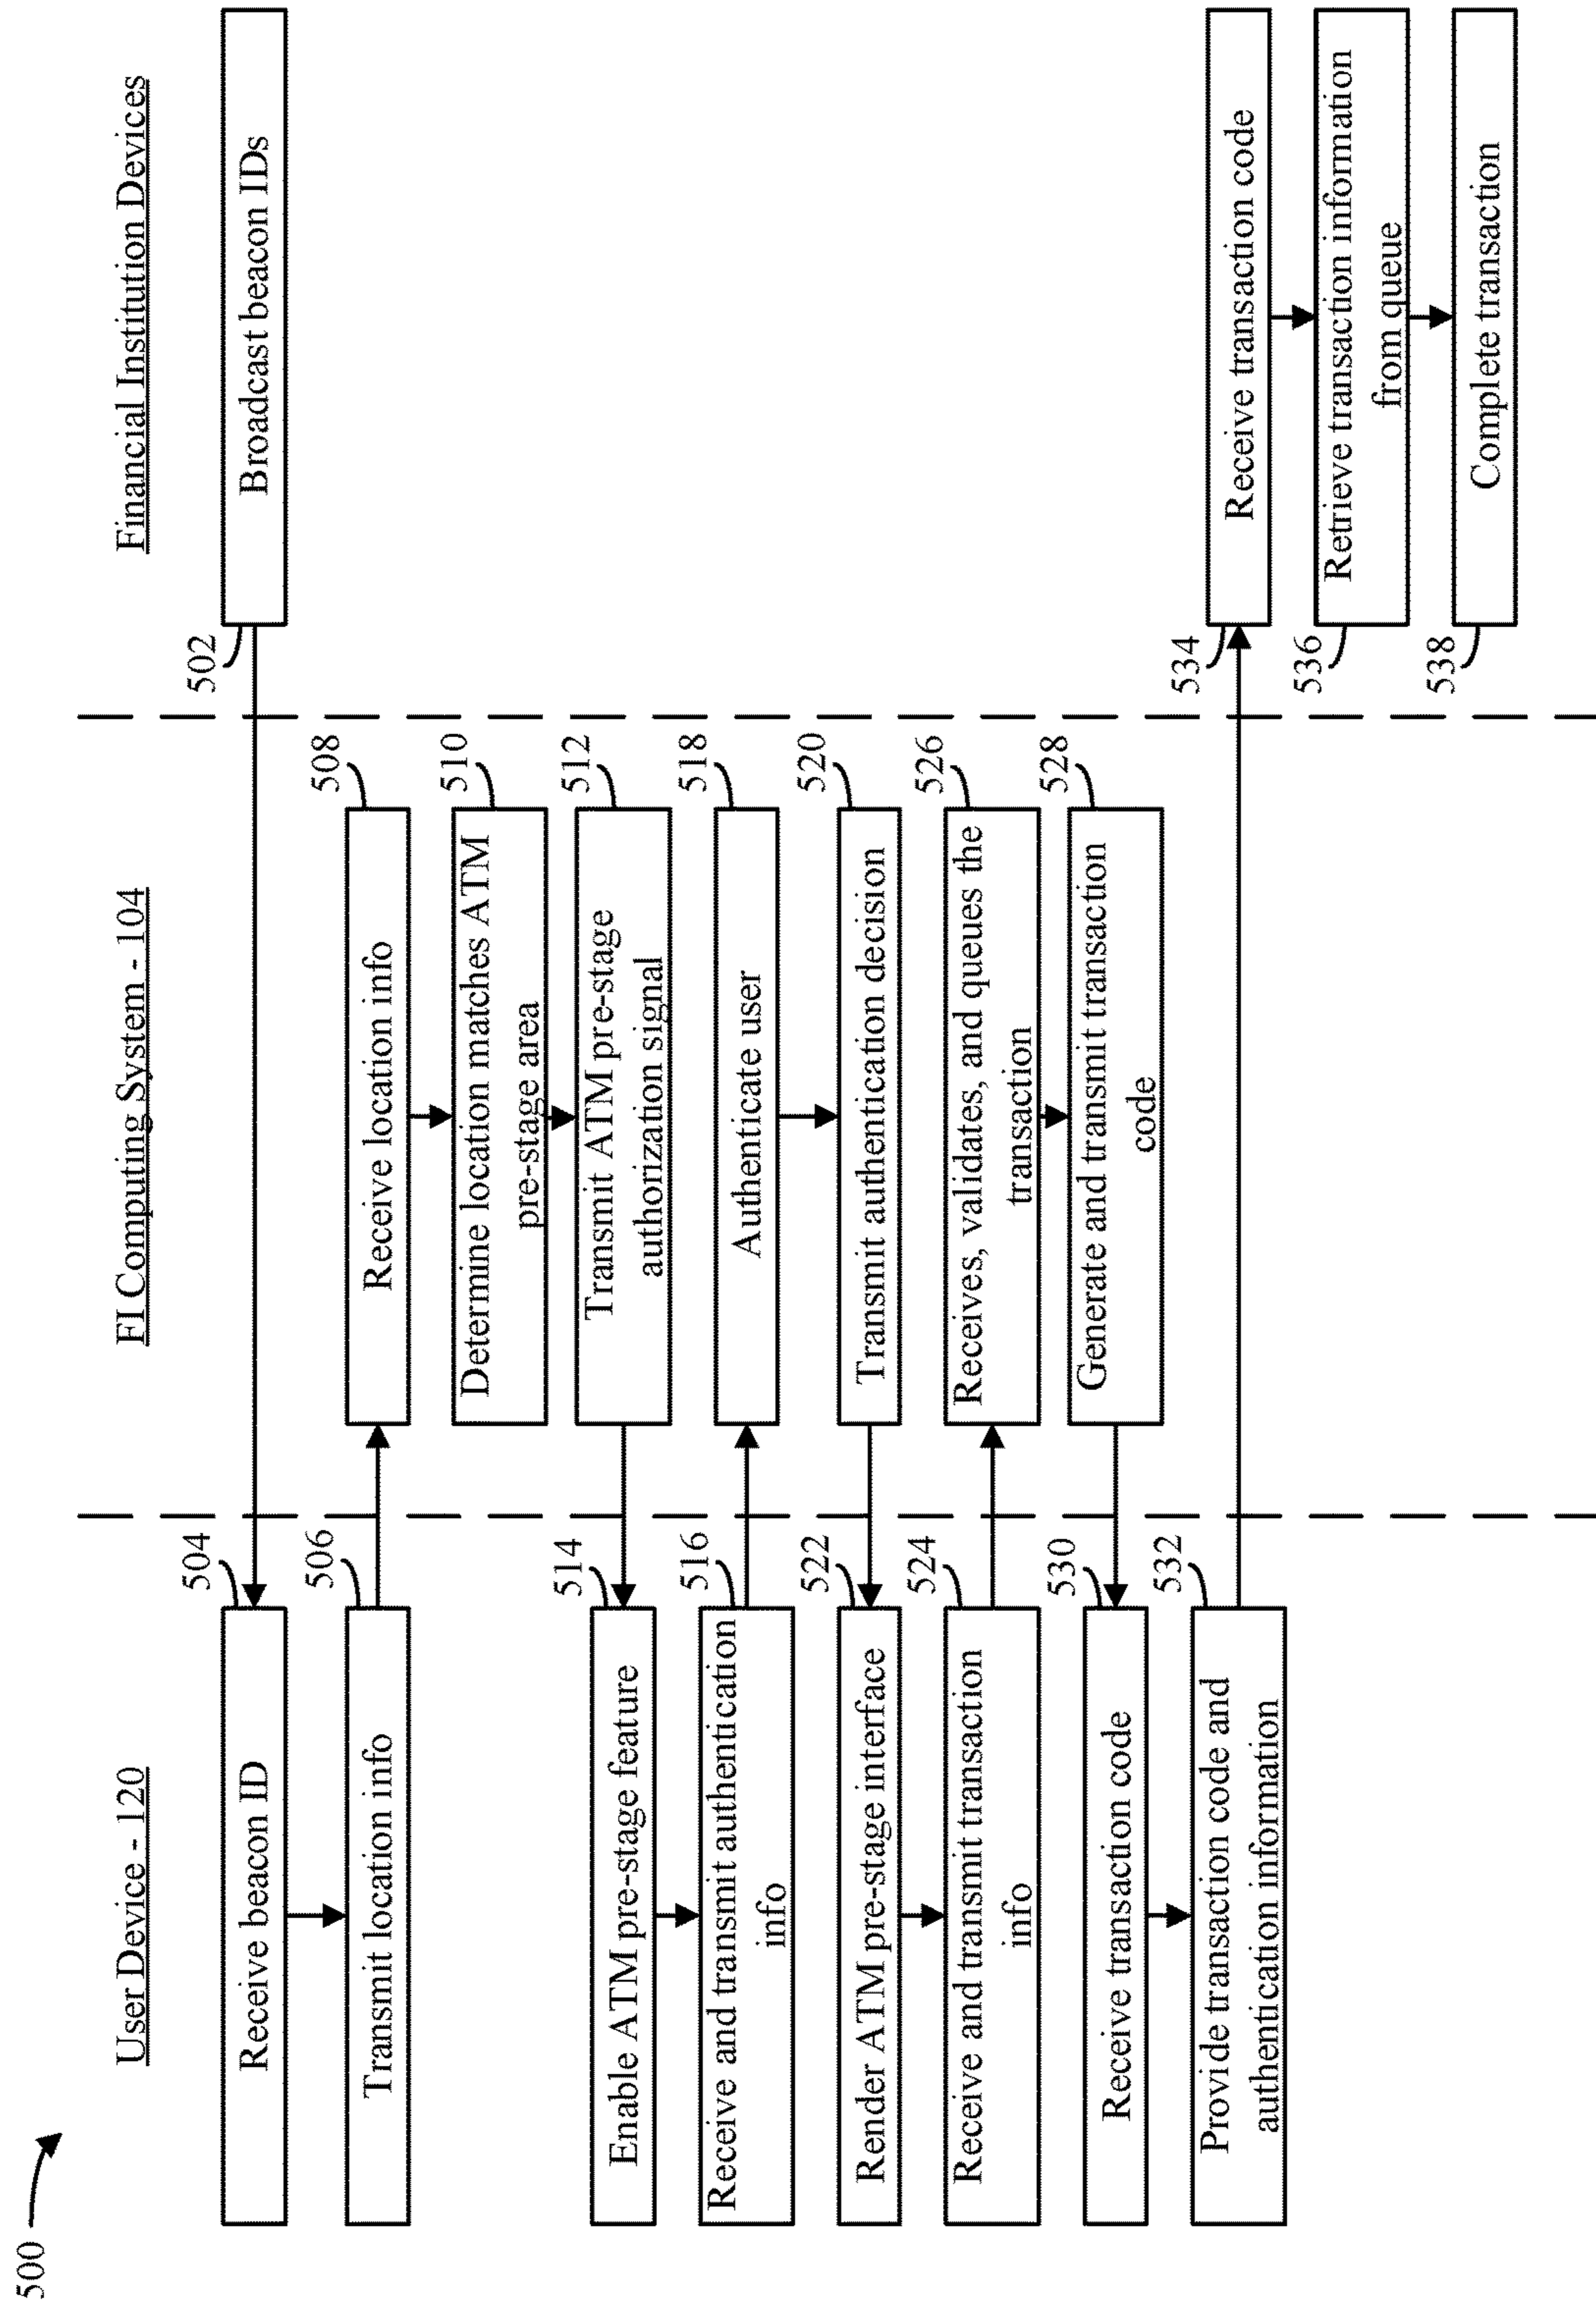 500
User Device - 120
FI Computing System - 104
Financial Institution Devices
502
Broadcast beacon IDs
504
Receive beacon ID
506
Transmit location info
508
Receive location info
510
Determine location matches ATM
pre-stage area
512
Transmit ATM pre-stage
authorization signal
514
Enable ATM pre-stage feature
516
Receive and transmit authentication
info
518
Authenticate user
520
Transmit authentication decision
522
Render ATM pre-stage interface
524
Receive and transmit transaction
info
526
Receives, validates, and queues the
transaction
528
Generate and transmit transaction
code
530
Receive transaction code
532
Provide transaction code and
authentication information
534
Receive transaction code
536
Retrieve transaction information
from queue
538
Complete transaction